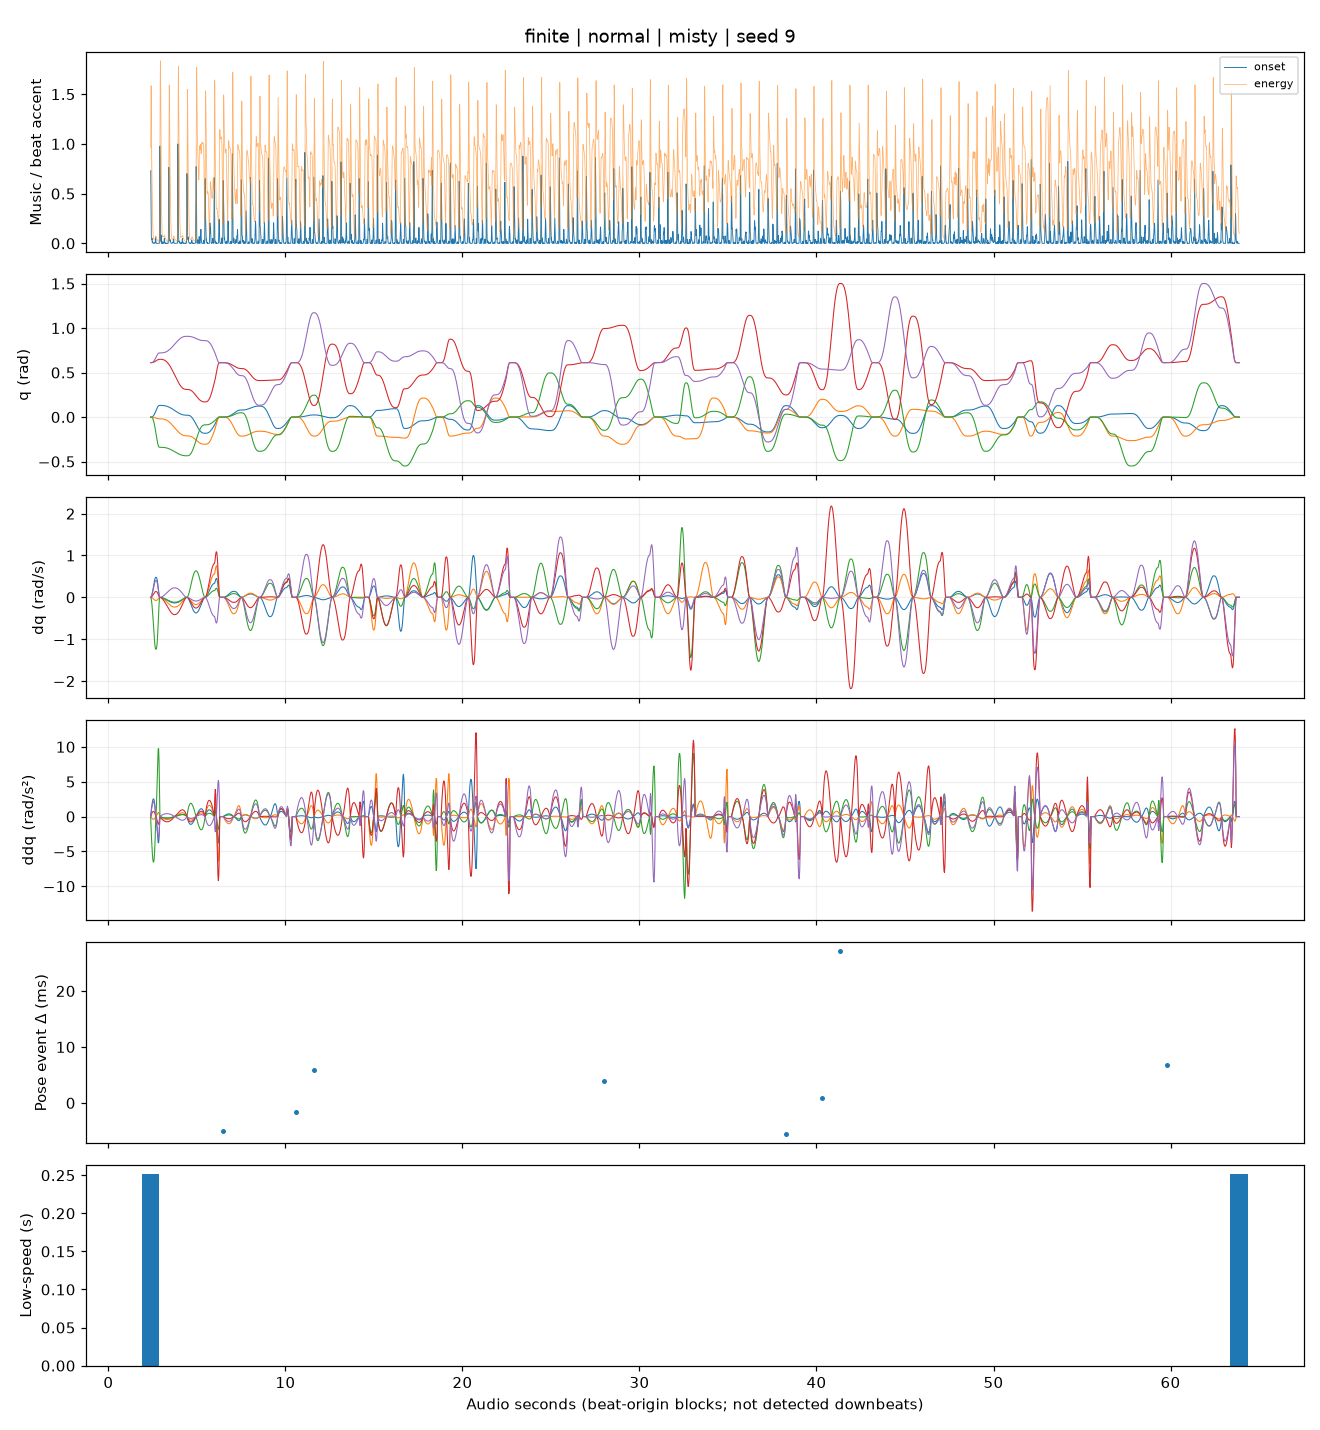 finite | normal | misty | seed 9
Music / beat accent
1.5
1.0
0.5
0.0
onset
energy
q (rad)
1.5
1.0
0.5
0.0
−0.5
dq (rad/s)
2
1
0
−1
−2
ddq (rad/s²)
10
5
0
−5
−10
Pose event Δ (ms)
20
10
0
Low-speed (s)
0.25
0.20
0.15
0.10
0.05
0.00
0 10 20 30 40 50 60
Audio seconds (beat-origin blocks; not detected downbeats)